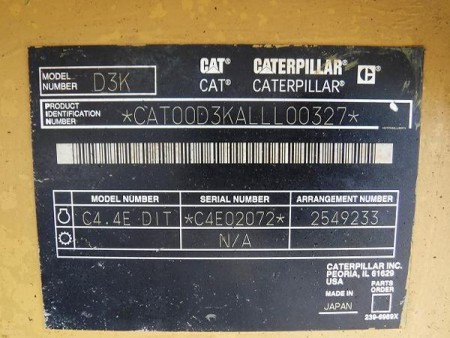 MODEL NUMBER D3K
CAT CATERPILLAR C
CAT® CATERPILLAR®
PRODUCT IDENTIFICATION NUMBER *CAT00D3KALLL00327*
MODEL NUMBER SERIAL NUMBER ARRANGEMENT NUMBER
C4.4E DIT *C4E02072* 2549233
N/A
CATERPILLAR INC.
PEORIA, IL 61629
USA
MADE IN JAPAN
PARTS ORDER